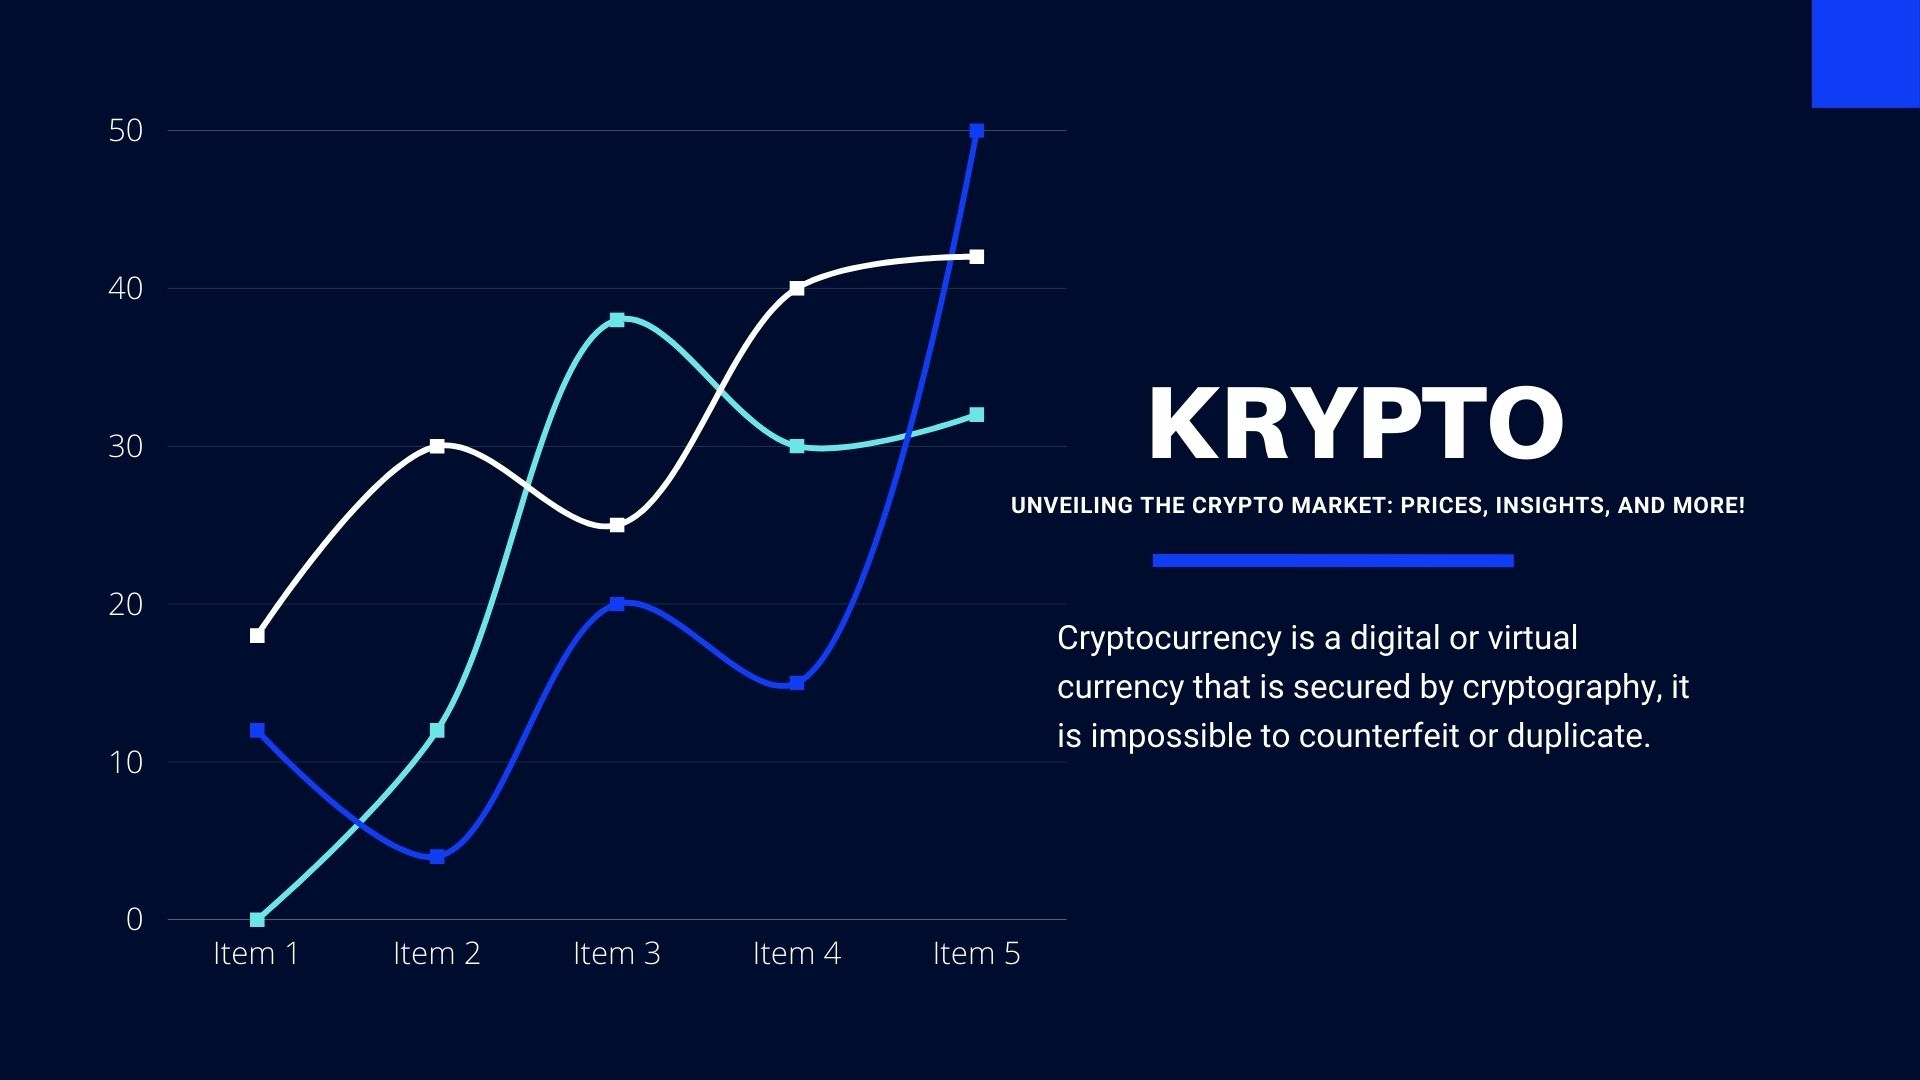 50
40
30
20
10
0
Item 1 Item 2 Item 3 Item 4 Item 5
KRYPTO
UNVEILING THE CRYPTO MARKET: PRICES, INSIGHTS, AND MORE!
Cryptocurrency is a digital or virtual
currency that is secured by cryptography, it
is impossible to counterfeit or duplicate.